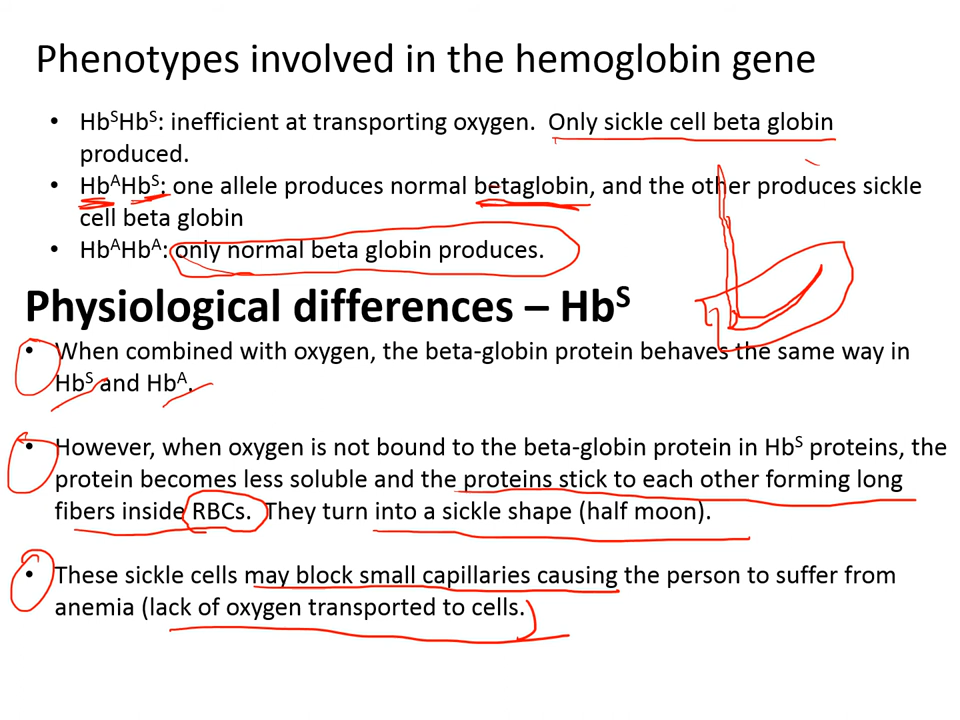 Phenotypes involved in the hemoglobin gene
• HbSHbS: inefficient at transporting oxygen. Only sickle cell beta globin
produced.
• HbAHbS: one allele produces normal betaglobin, and the other produces sickle
cell beta globin
• HbAHbA: only normal beta globin produces.
Physiological differences – HbS
• When combined with oxygen, the beta-globin protein behaves the same way in
HbS and HbA.
• However, when oxygen is not bound to the beta-globin protein in HbS proteins, the
protein becomes less soluble and the proteins stick to each other forming long
fibers inside RBCs. They turn into a sickle shape (half moon).
• These sickle cells may block small capillaries causing the person to suffer from
anemia (lack of oxygen transported to cells.